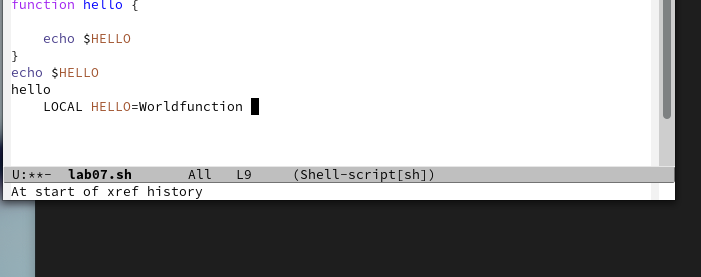 function hello {
    echo $HELLO
}
echo $HELLO
hello
    LOCAL HELLO=Worldfunction
U:**-  lab07.sh       All   L9     (Shell-script[sh])
At start of xref history